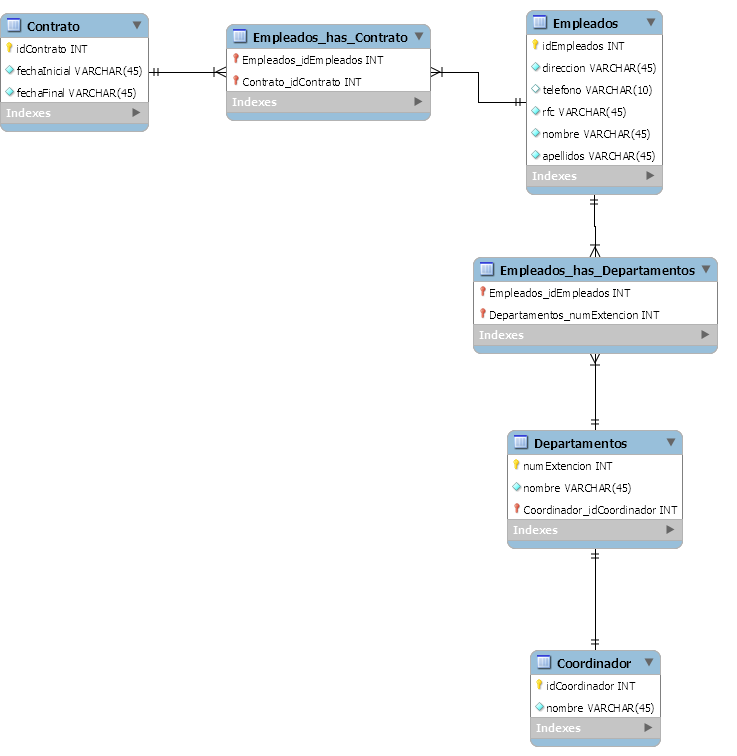 Contrato
idContrato INT
fechaInicial VARCHAR(45)
fechaFinal VARCHAR(45)
Indexes
Empleados_has_Contrato
Empleados_idEmpleados INT
Contrato_idContrato INT
Indexes
Empleados
idEmpleados INT
direccion VARCHAR(45)
telefono VARCHAR(10)
rfc VARCHAR(45)
nombre VARCHAR(45)
apellidos VARCHAR(45)
Indexes
Empleados_has_Departamentos
Empleados_idEmpleados INT
Departamentos_numExtencion INT
Indexes
Departamentos
numExtencion INT
nombre VARCHAR(45)
Coordinador_idCoordinador INT
Indexes
Coordinador
idCoordinador INT
nombre VARCHAR(45)
Indexes